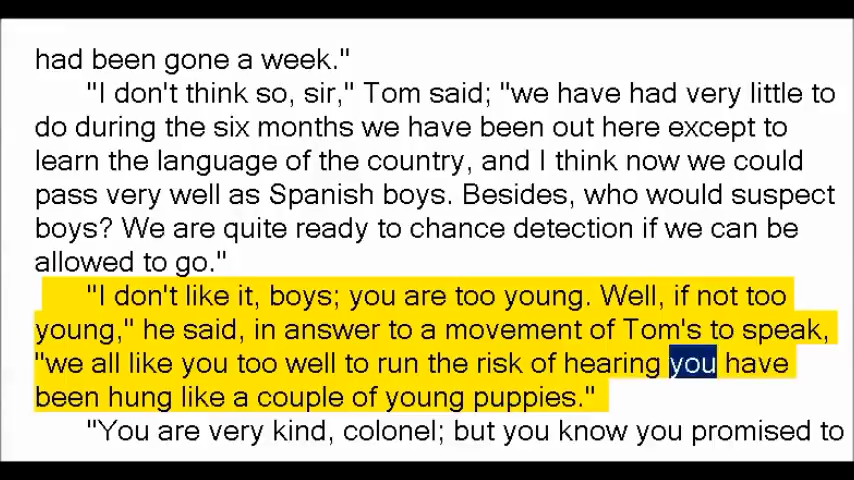 had been gone a week."
"I don't think so, sir," Tom said; "we have had very little to
do during the six months we have been out here except to
learn the language of the country, and I think now we could
pass very well as Spanish boys. Besides, who would suspect
boys? We are quite ready to chance detection if we can be
allowed to go."
"I don't like it, boys; you are too young. Well, if not too
young," he said, in answer to a movement of Tom's to speak,
"we all like you too well to run the risk of hearing you have
been hung like a couple of young puppies."
"You are very kind, colonel; but you know you promised to